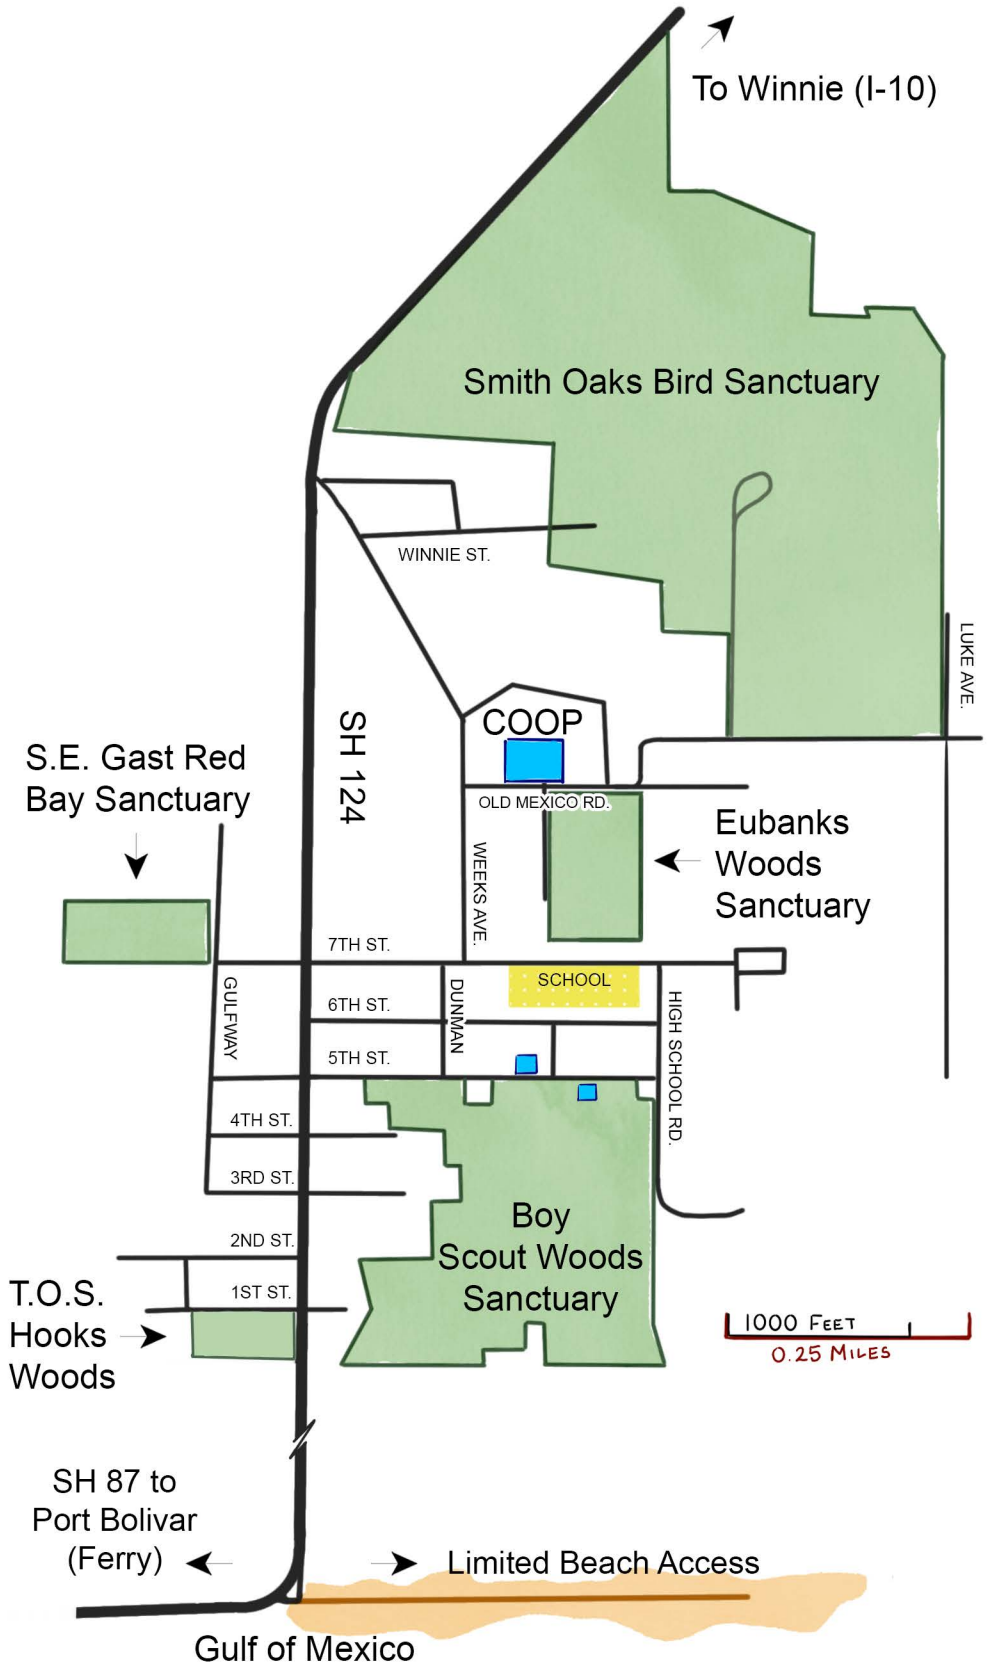 To Winnie (I-10)
Smith Oaks Bird Sanctuary
WINNIE ST.
LUKE AVE.
SH 124
COOP
S.E. Gast Red
Bay Sanctuary
OLD MEXICO RD.
Eubanks
Woods
Sanctuary
WEEKS AVE.
7TH ST.
SCHOOL
GULFWAY
DUNMAN
HIGH SCHOOL RD.
6TH ST.
5TH ST.
4TH ST.
3RD ST.
Boy
Scout Woods
Sanctuary
2ND ST.
1ST ST.
T.O.S.
Hooks
Woods
1000 FEET
0.25 MILES
SH 87 to
Port Bolivar
(Ferry)
Limited Beach Access
Gulf of Mexico